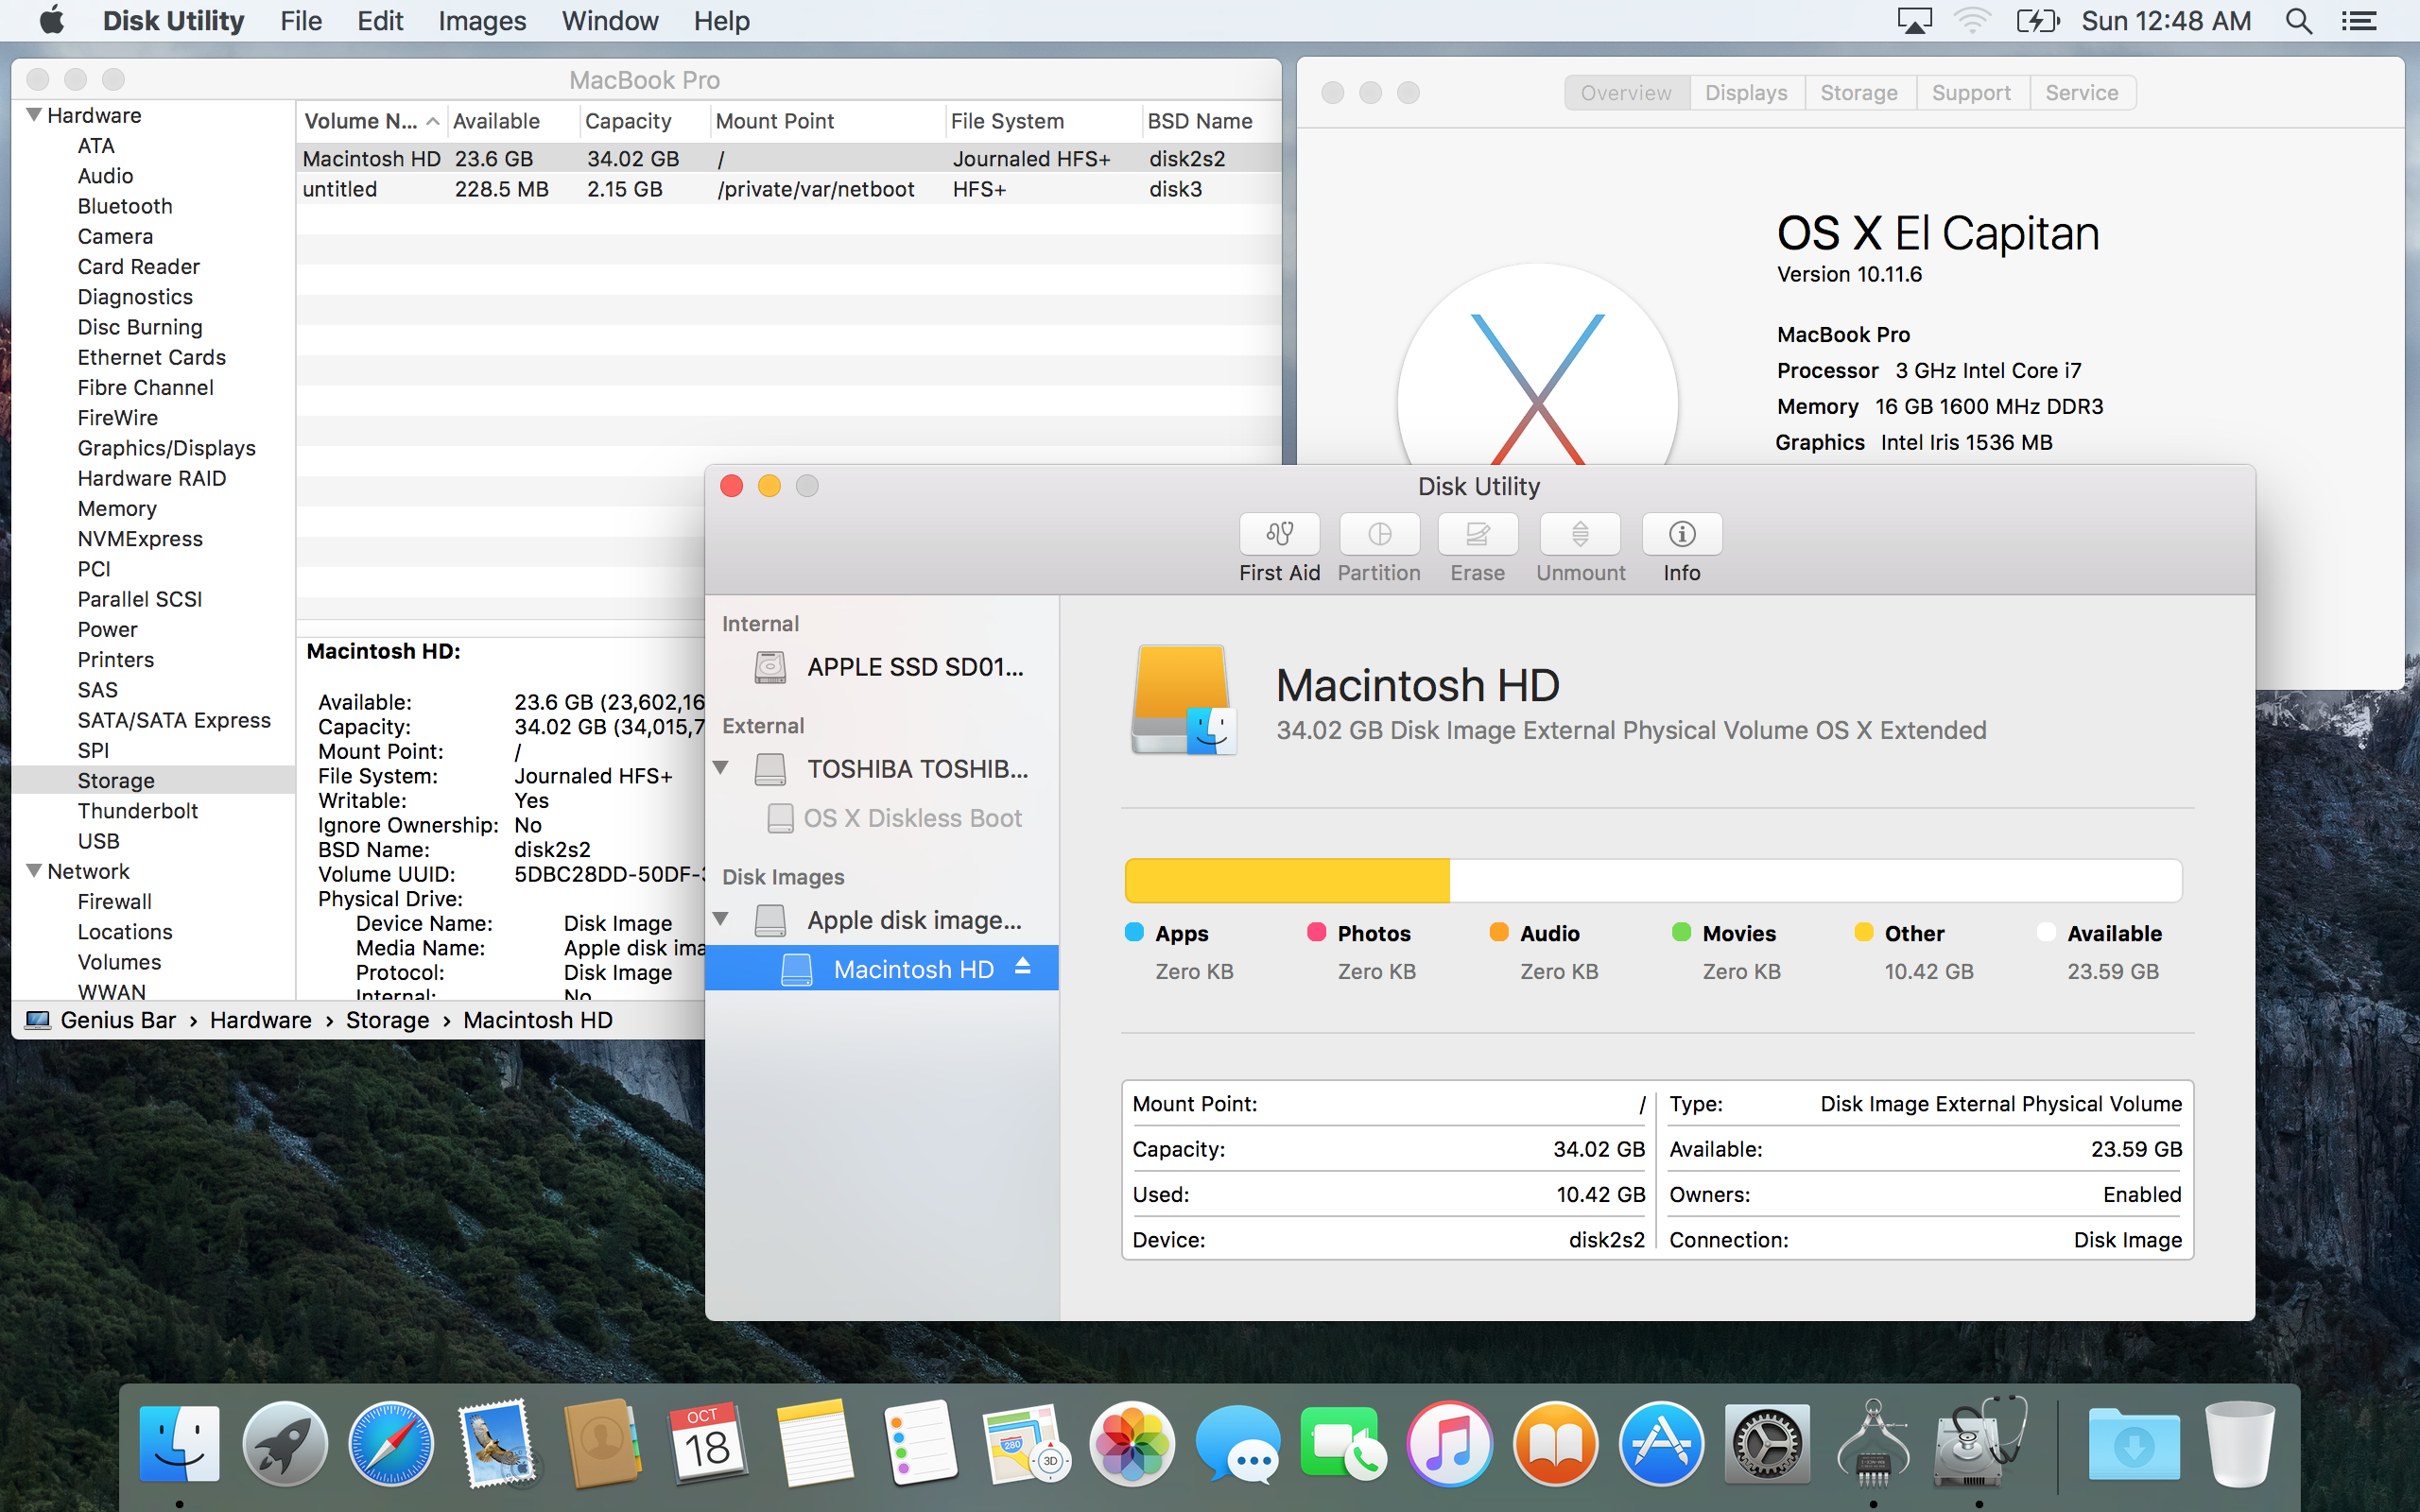 Disk Utility File Edit Images Window Help Sun 12:48 AM
MacBook Pro
Hardware
ATA
Audio
Bluetooth
Camera
Card Reader
Diagnostics
Disc Burning
Ethernet Cards
Fibre Channel
FireWire
Graphics/Displays
Hardware RAID
Memory
NVMExpress
PCI
Parallel SCSI
Power
Printers
SAS
SATA/SATA Express
SPI
Storage
Thunderbolt
USB
Network
Firewall
Locations
Volumes
WWAN
Volume N... Available Capacity Mount Point File System BSD Name
Macintosh HD 23.6 GB 34.02 GB / Journaled HFS+ disk2s2
untitled 228.5 MB 2.15 GB /private/var/netboot HFS+ disk3
Macintosh HD:
Available: 23.6 GB (23,602,16
Capacity: 34.02 GB (34,015,7
Mount Point: /
File System: Journaled HFS+
Writable: Yes
Ignore Ownership: No
BSD Name: disk2s2
Volume UUID: 5DBC28DD-50DF-
Physical Drive:
Device Name: Disk Image
Media Name: Apple disk ima
Protocol: Disk Image
Internal: No
Genius Bar › Hardware › Storage › Macintosh HD
Overview Displays Storage Support Service
OS X El Capitan
Version 10.11.6
MacBook Pro
Processor 3 GHz Intel Core i7
Memory 16 GB 1600 MHz DDR3
Graphics Intel Iris 1536 MB
Disk Utility
First Aid Partition Erase Unmount Info
Internal
APPLE SSD SD01...
External
TOSHIBA TOSHIB...
OS X Diskless Boot
Disk Images
Apple disk image...
Macintosh HD
Macintosh HD
34.02 GB Disk Image External Physical Volume OS X Extended
Apps Photos Audio Movies Other Available
Zero KB Zero KB Zero KB Zero KB 10.42 GB 23.59 GB
Mount Point: / Type: Disk Image External Physical Volume
Capacity: 34.02 GB Available: 23.59 GB
Used: 10.42 GB Owners: Enabled
Device: disk2s2 Connection: Disk Image
OCT
18
280
3D